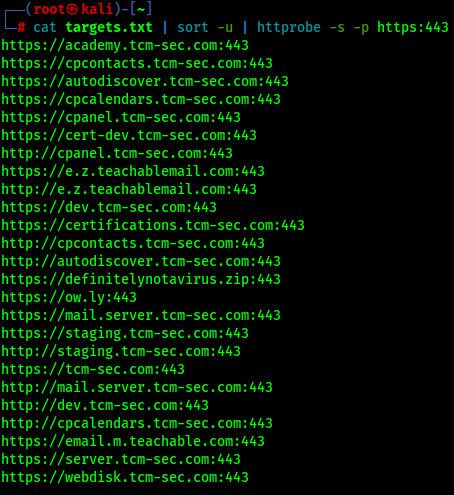 ┌──(root㉿kali)-[~]
└─# cat targets.txt | sort -u | httprobe -s -p https:443
https://academy.tcm-sec.com:443
https://cpcontacts.tcm-sec.com:443
https://autodiscover.tcm-sec.com:443
https://cpcalendars.tcm-sec.com:443
https://cpanel.tcm-sec.com:443
https://cert-dev.tcm-sec.com:443
http://cpanel.tcm-sec.com:443
https://e.z.teachablemail.com:443
http://e.z.teachablemail.com:443
https://dev.tcm-sec.com:443
https://certifications.tcm-sec.com:443
http://cpcontacts.tcm-sec.com:443
http://autodiscover.tcm-sec.com:443
https://definitelynotavirus.zip:443
https://ow.ly:443
https://mail.server.tcm-sec.com:443
https://staging.tcm-sec.com:443
http://staging.tcm-sec.com:443
https://tcm-sec.com:443
http://mail.server.tcm-sec.com:443
http://dev.tcm-sec.com:443
http://cpcalendars.tcm-sec.com:443
https://email.m.teachable.com:443
https://server.tcm-sec.com:443
https://webdisk.tcm-sec.com:443